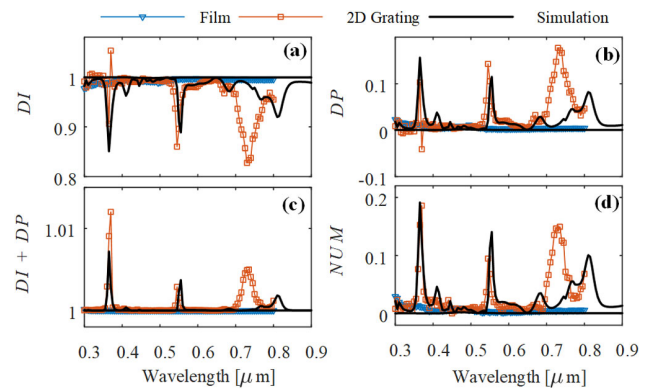 Film 2D Grating Simulation
(a) (b)
1 0.1
DI 0.9 DP 0
0.8 -0.1
(c) (d)
1.01 0.2
DI + DP NUM 0.1
1 0
0.3 0.4 0.5 0.6 0.7 0.8 0.9 0.3 0.4 0.5 0.6 0.7 0.8 0.9
Wavelength [μ m] Wavelength [μ m]